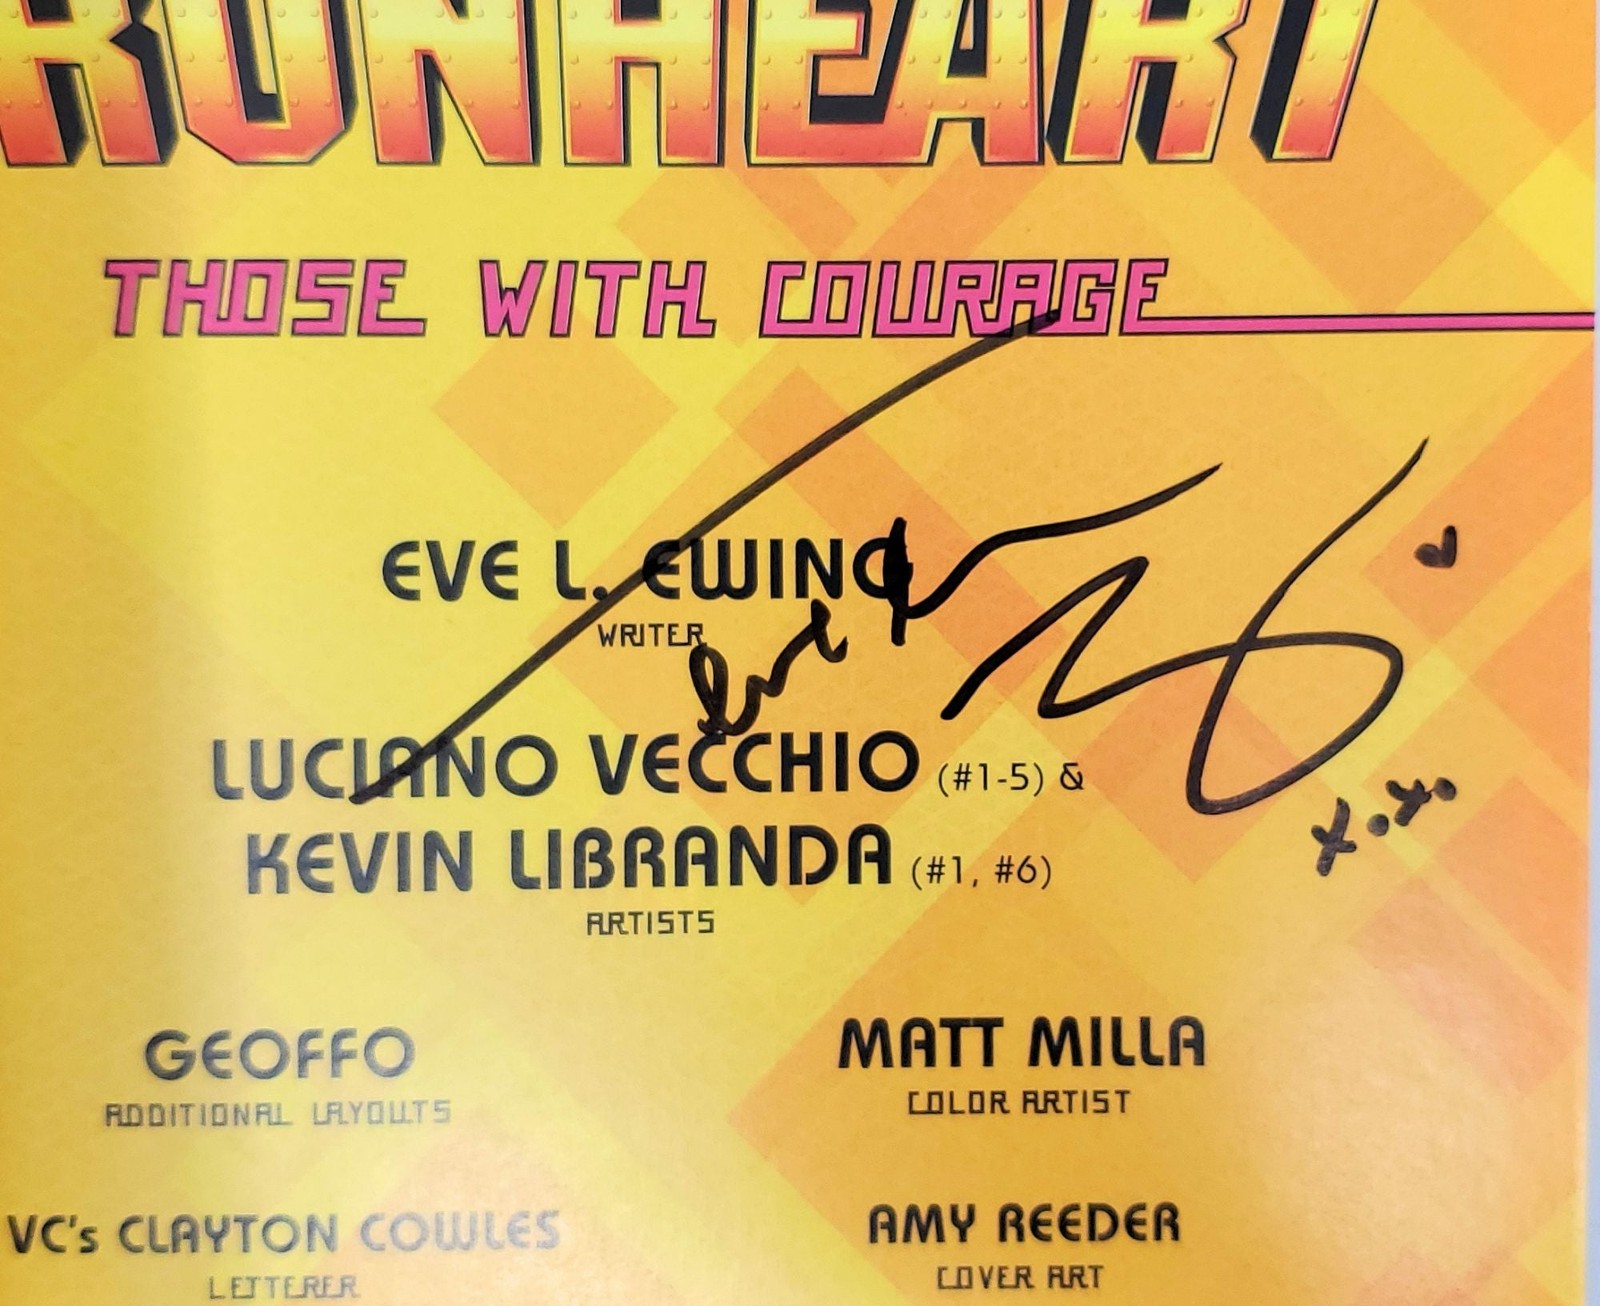 RONHEART
THOSE WITH COURAGE
EVE L. EWING
WRITER
LUCIANO VECCHIO (#1-5) &
KEVIN LIBRANDA (#1, #6)
ARTISTS
x.x.
GEOFFO
ADDITIONAL LAYOUTS
MATT MILLA
COLOR ARTIST
VC's CLAYTON COWLES
LETTERER
AMY REEDER
COVER ART